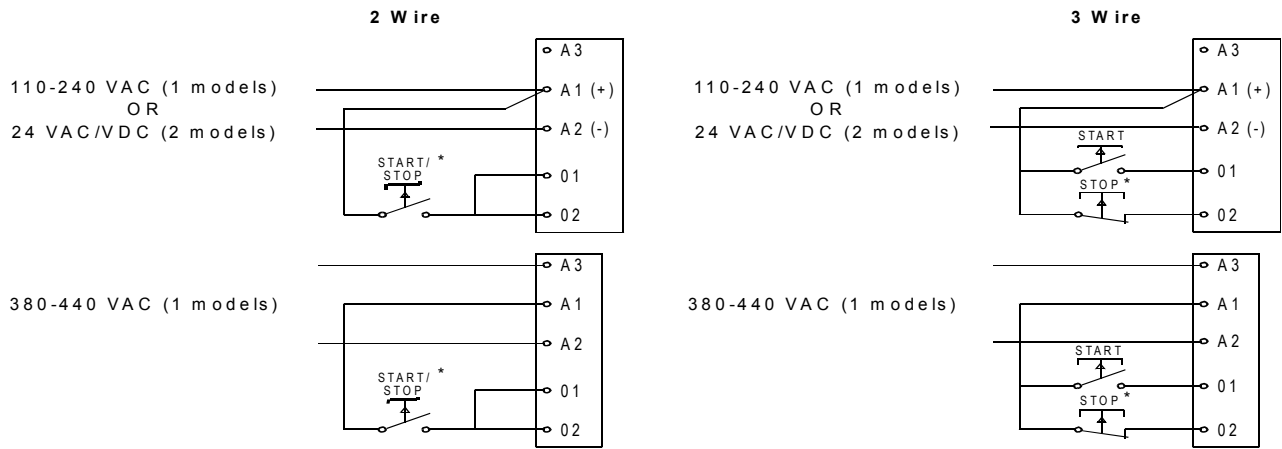 2 Wire
110-240 VAC (1 models)
OR
24 VAC/VDC (2 models)
A3
A1 (+)
A2 (-)
START/ *
STOP
01
02
3 Wire
110-240 VAC (1 models)
OR
24 VAC/VDC (2 models)
A3
A1 (+)
A2 (-)
START
01
STOP *
02
380-440 VAC (1 models)
A3
A1
A2
START/ *
STOP
01
02
380-440 VAC (1 models)
A3
A1
A2
START
01
STOP *
02